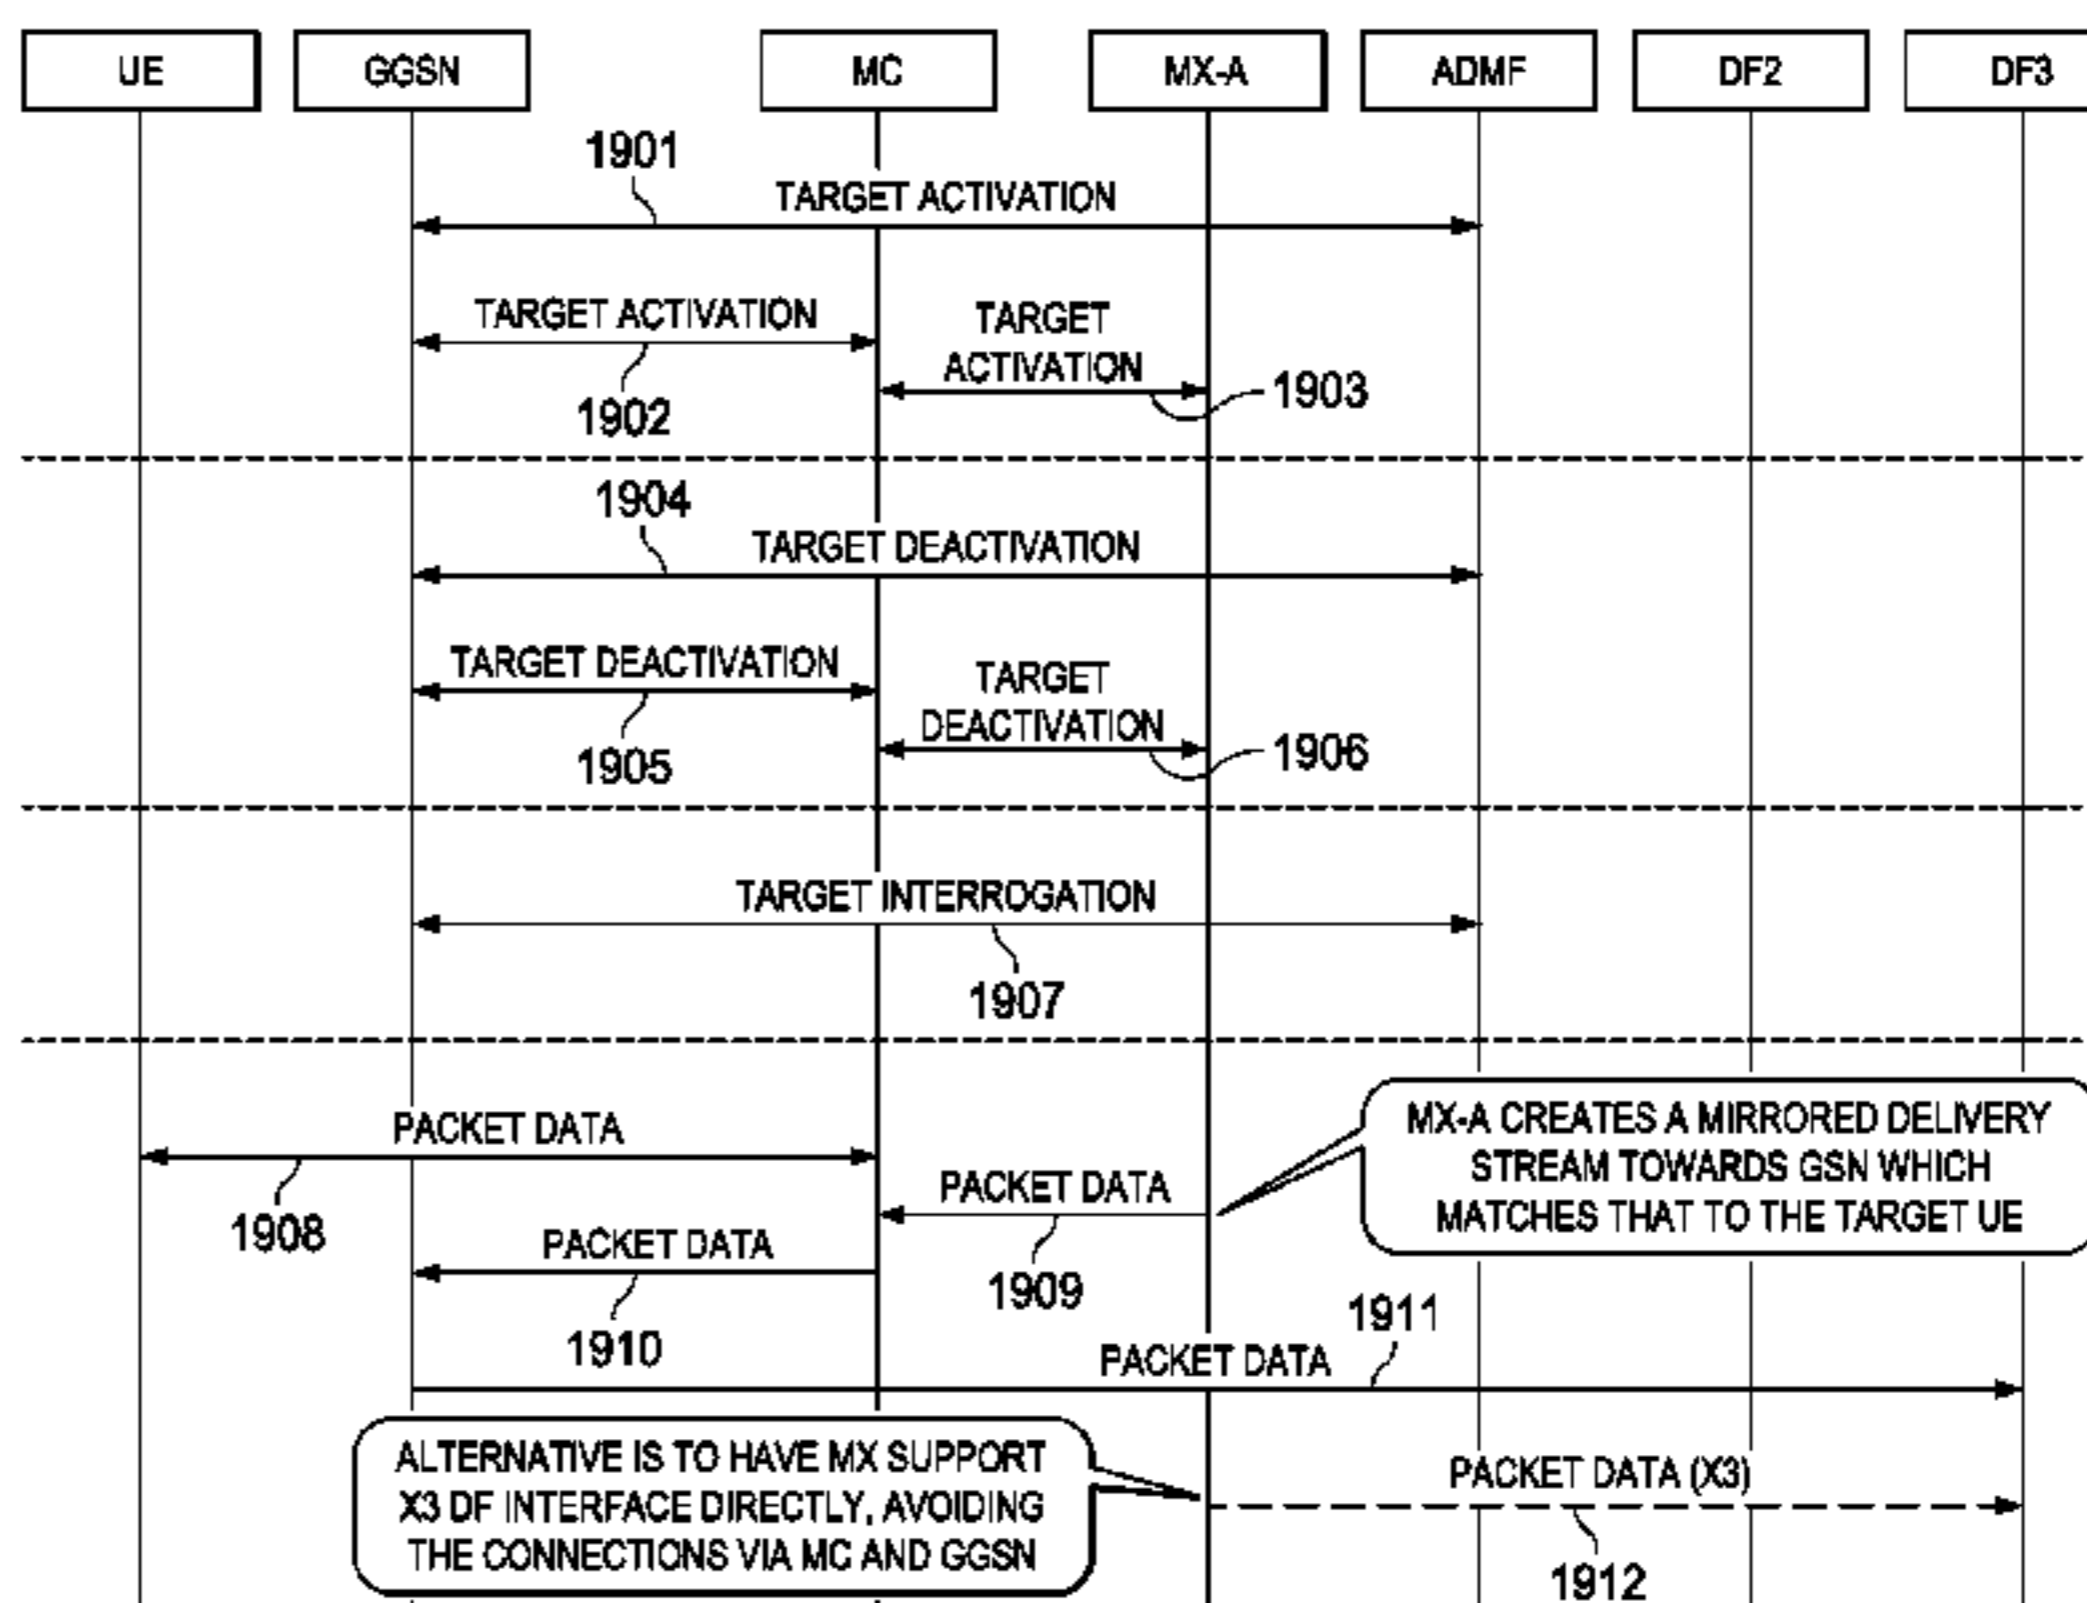 UE
GGSN
MC
MX-A
ADMF
DF2
DF3
1901
TARGET ACTIVATION
TARGET ACTIVATION
1902
TARGET
ACTIVATION
1903
1904
TARGET DEACTIVATION
TARGET DEACTIVATION
1905
TARGET
DEACTIVATION
1906
TARGET INTERROGATION
1907
PACKET DATA
1908
MX-A CREATES A MIRRORED DELIVERY
STREAM TOWARDS GSN WHICH
MATCHES THAT TO THE TARGET UE
PACKET DATA
1909
PACKET DATA
1910
1911
PACKET DATA
ALTERNATIVE IS TO HAVE MX SUPPORT
X3 DF INTERFACE DIRECTLY, AVOIDING
THE CONNECTIONS VIA MC AND GGSN
PACKET DATA (X3)
1912